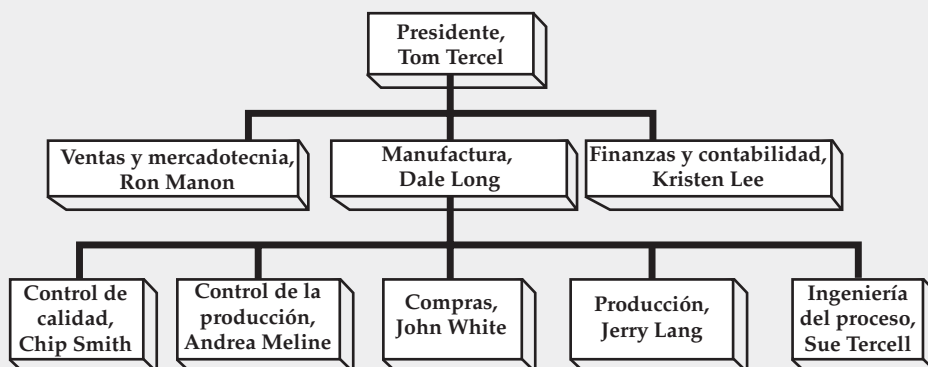 Presidente,
Tom Tercel
Ventas y mercadotecnia,
Ron Manon
Manufactura,
Dale Long
Finanzas y contabilidad,
Kristen Lee
Control de
calidad,
Chip Smith
Control de la
producción,
Andrea Meline
Compras,
John White
Producción,
Jerry Lang
Ingeniería
del proceso,
Sue Tercell